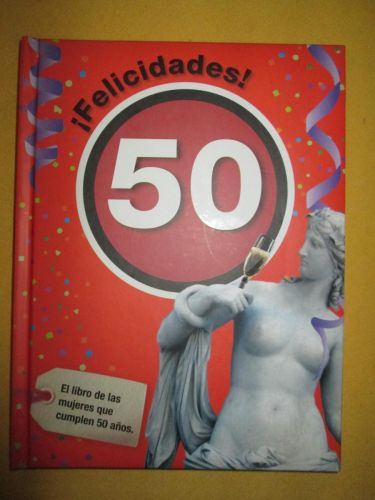 ¡Felicidades!
50
El libro de las
mujeres que
cumplen 50 años.